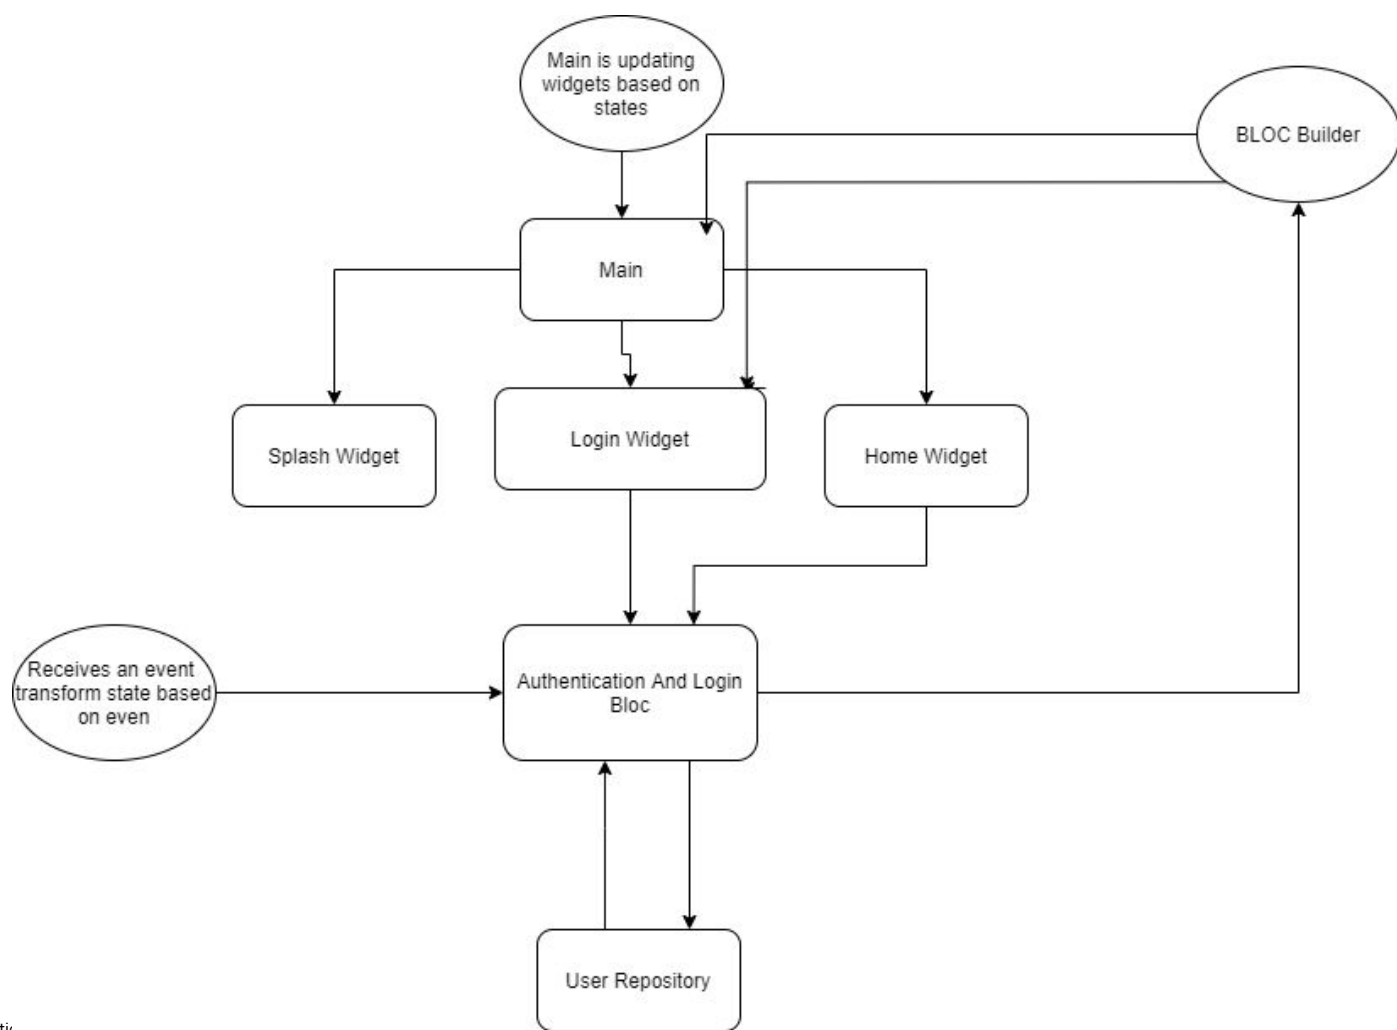 Main is updating
widgets based on
states
BLOC Builder
Main
Splash Widget
Login Widget
Home Widget
Receives an event
transform state based
on even
Authentication And Login
Bloc
User Repository